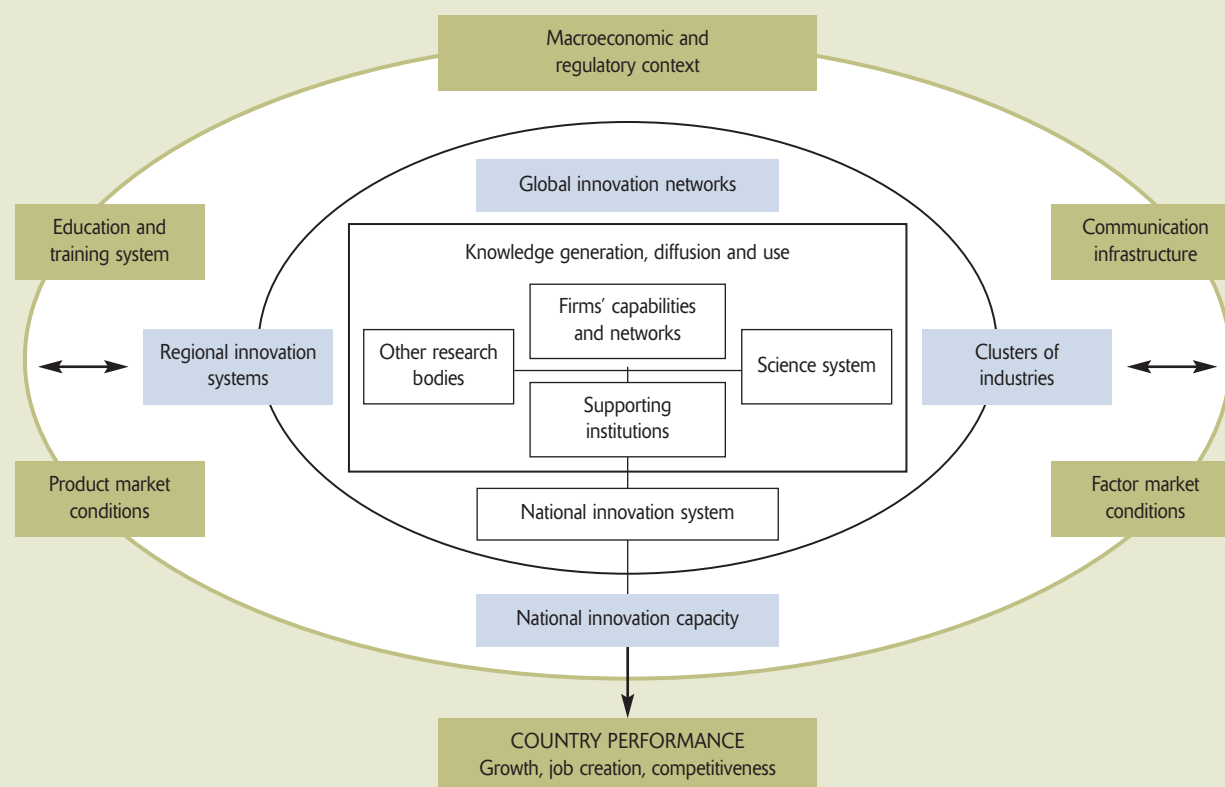 Macroeconomic and
regulatory context
Global innovation networks
Education and
training system
Communication
infrastructure
Knowledge generation, diffusion and use
Firms’ capabilities
and networks
Regional innovation
systems
Other research
bodies
Science system
Clusters of
industries
Supporting
institutions
Product market
conditions
Factor market
conditions
National innovation system
National innovation capacity
COUNTRY PERFORMANCE
Growth, job creation, competitiveness